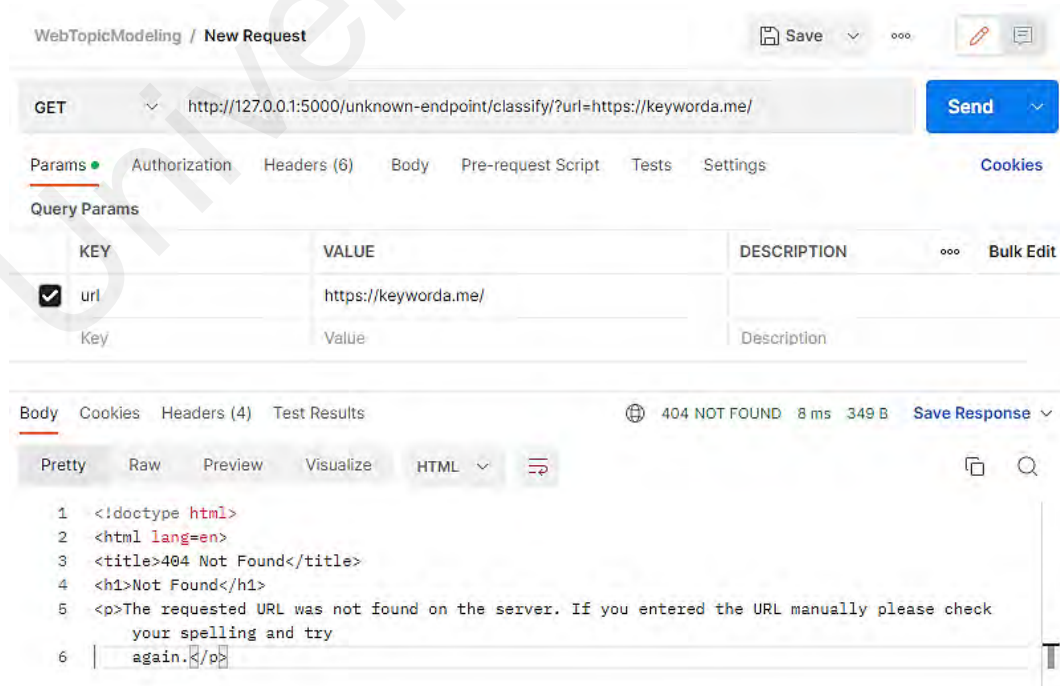 WebTopicModeling / New Request Save ooo
GET http://127.0.0.1:5000/unknown-endpoint/classify/?url=https://keyworda.me/ Send
Params Authorization Headers (6) Body Pre-request Script Tests Settings Cookies
Query Params
KEY VALUE DESCRIPTION ooo Bulk Edit
url https://keyworda.me/
Key Value Description
Body Cookies Headers (4) Test Results 404 NOT FOUND 8 ms 349 B Save Response
Pretty Raw Preview Visualize HTML
1 <!doctype html>
2 <html lang=en>
3 <title>404 Not Found</title>
4 <h1>Not Found</h1>
5 <p>The requested URL was not found on the server. If you entered the URL manually please check
your spelling and try
6 again.</p>